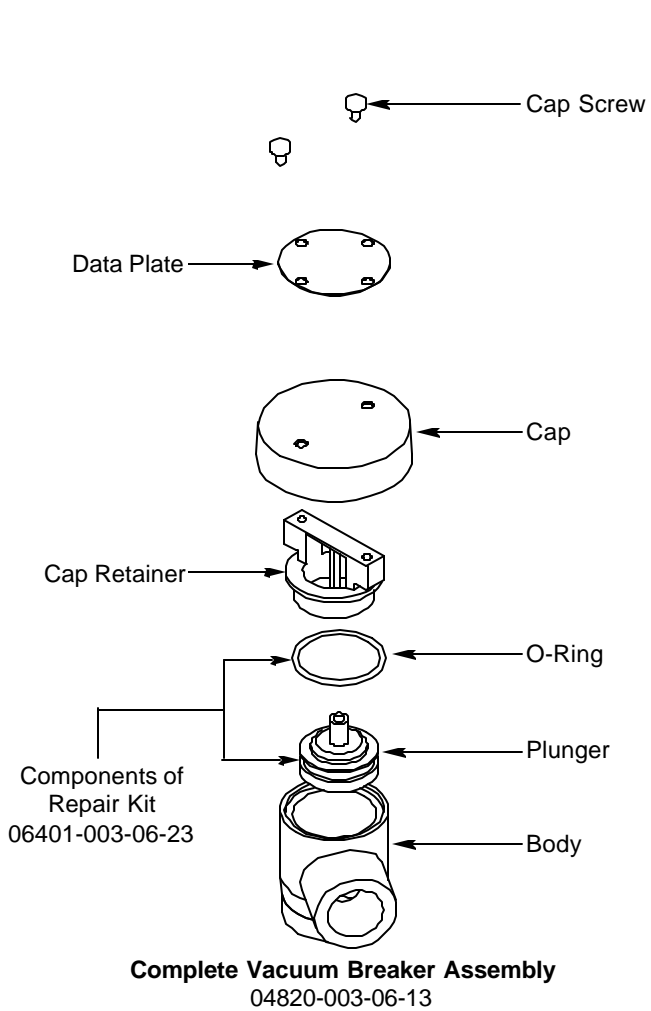 Cap Screw
Data Plate
Cap
Cap Retainer
O-Ring
Plunger
Components of
Repair Kit
06401-003-06-23
Body
Complete Vacuum Breaker Assembly
04820-003-06-13